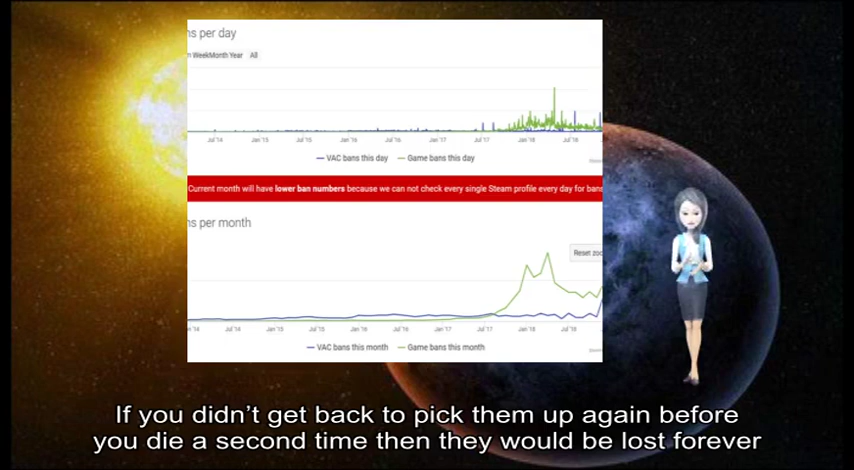 ns per day
WeekMonth Year All
Jul '14 Jan '15 Jul '15 Jan '16 Jul '16 Jan '17 Jul '17 Jan '18 Jul '18
VAC bans this day Game bans this day
Current month will have lower ban numbers because we can not check every single Steam profile every day for bans
ns per month
Reset zoo
'14 Jul '14 Jan '15 Jul '15 Jan '16 Jul '16 Jan '17 Jul '17 Jan '18 Jul '18
VAC bans this month Game bans this month
If you didn't get back to pick them up again before
you die a second time then they would be lost forever